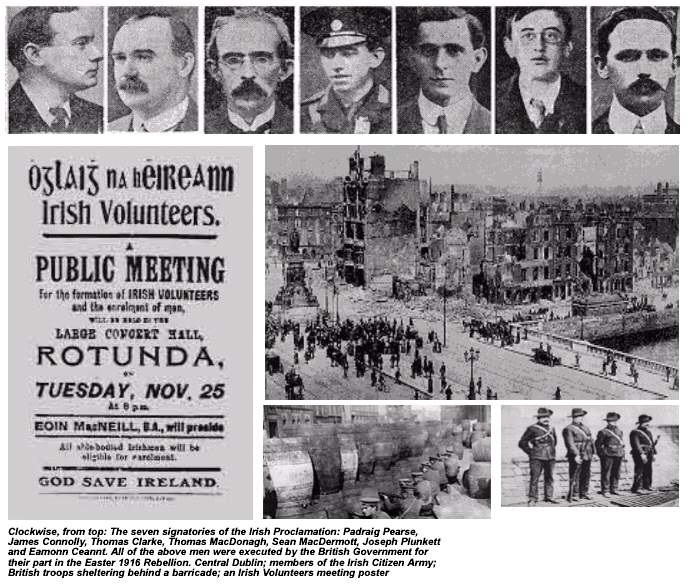 Óglaiġ na hÉireann
Irish Volunteers.
A
PUBLIC MEETING
For the formation of IRISH VOLUNTEERS
and the enrolment of men,
WILL BE HELD IN THE
LARGE CONCERT HALL,
ROTUNDA,
ON
TUESDAY, NOV. 25
At 8 p.m.
EOIN MacNEILL, B.A., will preside
All able-bodied Irishmen will be
eligible for enrolment.
GOD SAVE IRELAND.
Clockwise, from top: The seven signatories of the Irish Proclamation: Padraig Pearse,
James Connolly, Thomas Clarke, Thomas MacDonagh, Sean MacDermott, Joseph Plunkett
and Eamonn Ceannt. All of the above men were executed by the British Government for
their part in the Easter 1916 Rebellion. Central Dublin; members of the Irish Citizen Army;
British troops sheltering behind a barricade; an Irish Volunteers meeting poster